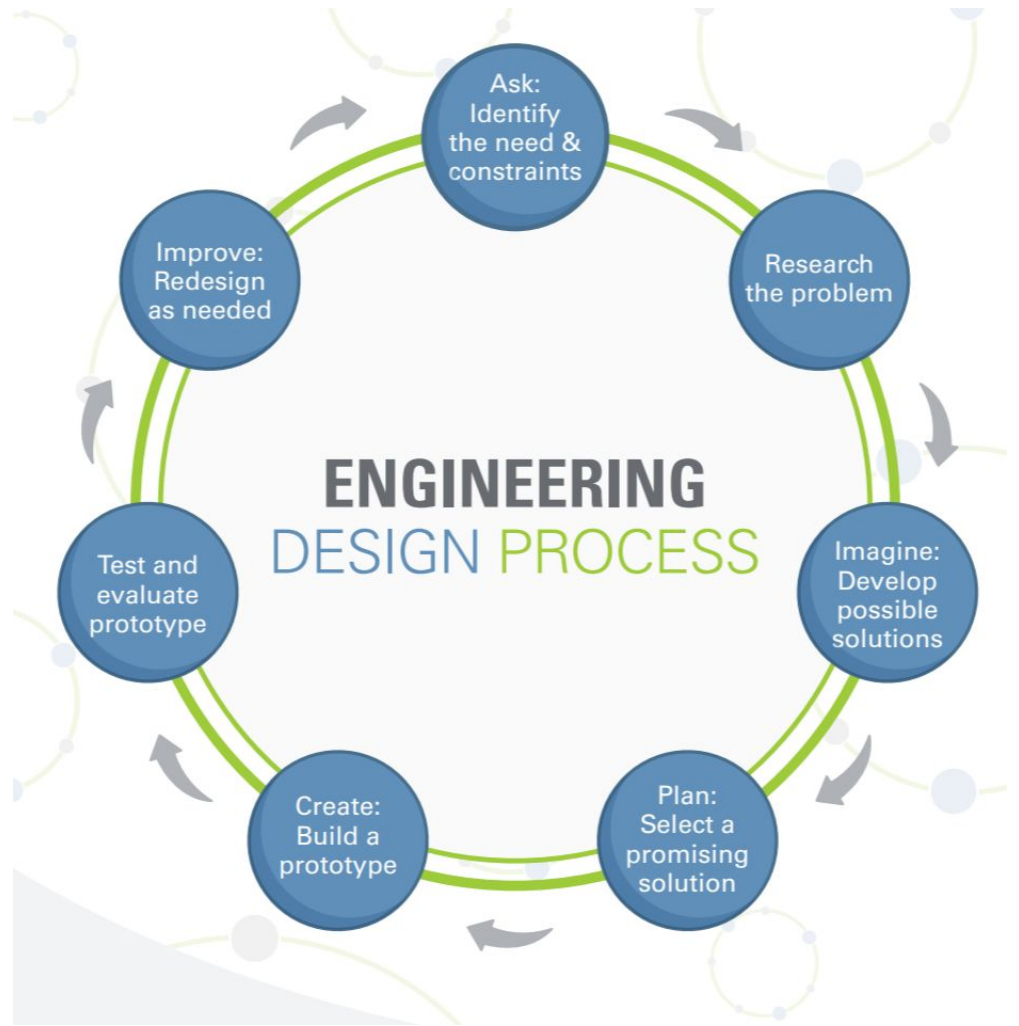 Ask:
Identify
the need &
constraints
Research
the problem
Imagine:
Develop
possible
solutions
Plan:
Select a
promising
solution
Create:
Build a
prototype
Test and
evaluate
prototype
Improve:
Redesign
as needed
ENGINEERING
DESIGN PROCESS